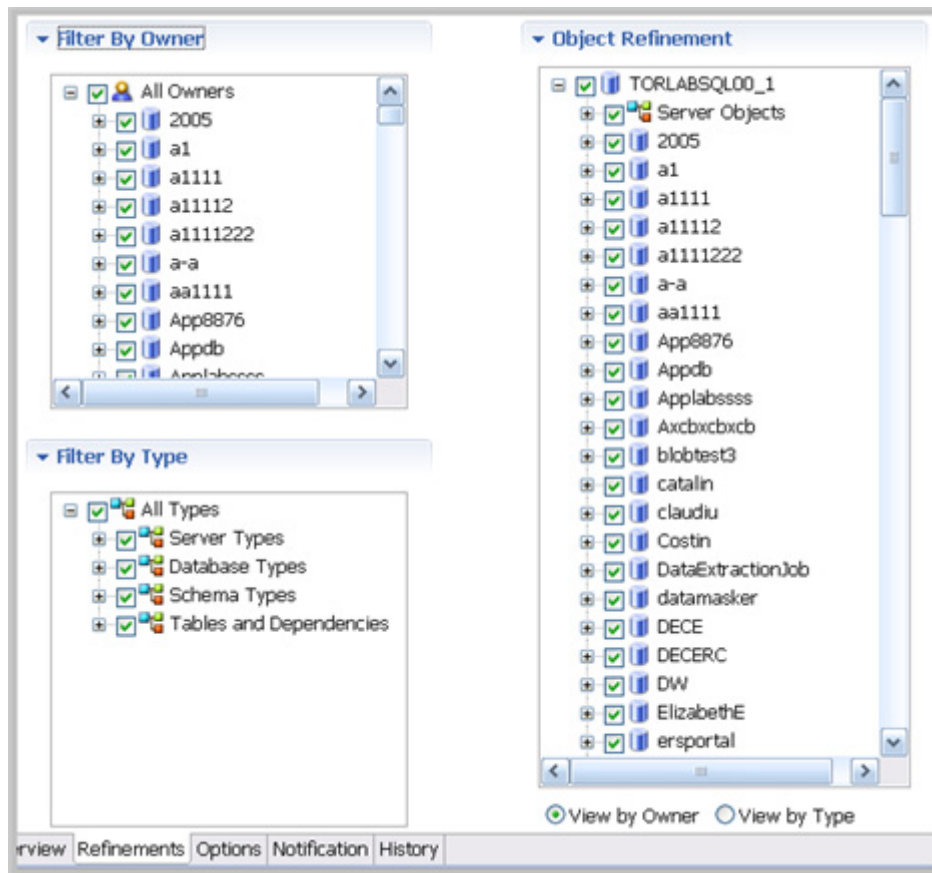 Filter By Owner
All Owners
2005
a1
a1111
a11112
a1111222
a-a
aa1111
App8876
Appdb
Applabssss
Filter By Type
All Types
Server Types
Database Types
Schema Types
Tables and Dependencies
Object Refinement
TORLABSQL00_1
Server Objects
2005
a1
a1111
a11112
a1111222
a-a
aa1111
App8876
Appdb
Applabssss
Axcbxcbxcb
blobtest3
catalin
claudiu
Costin
DataExtractionJob
datamasker
DECE
DECERC
DW
ElizabethE
ersportal
View by Owner View by Type
rview Refinements Options Notification History